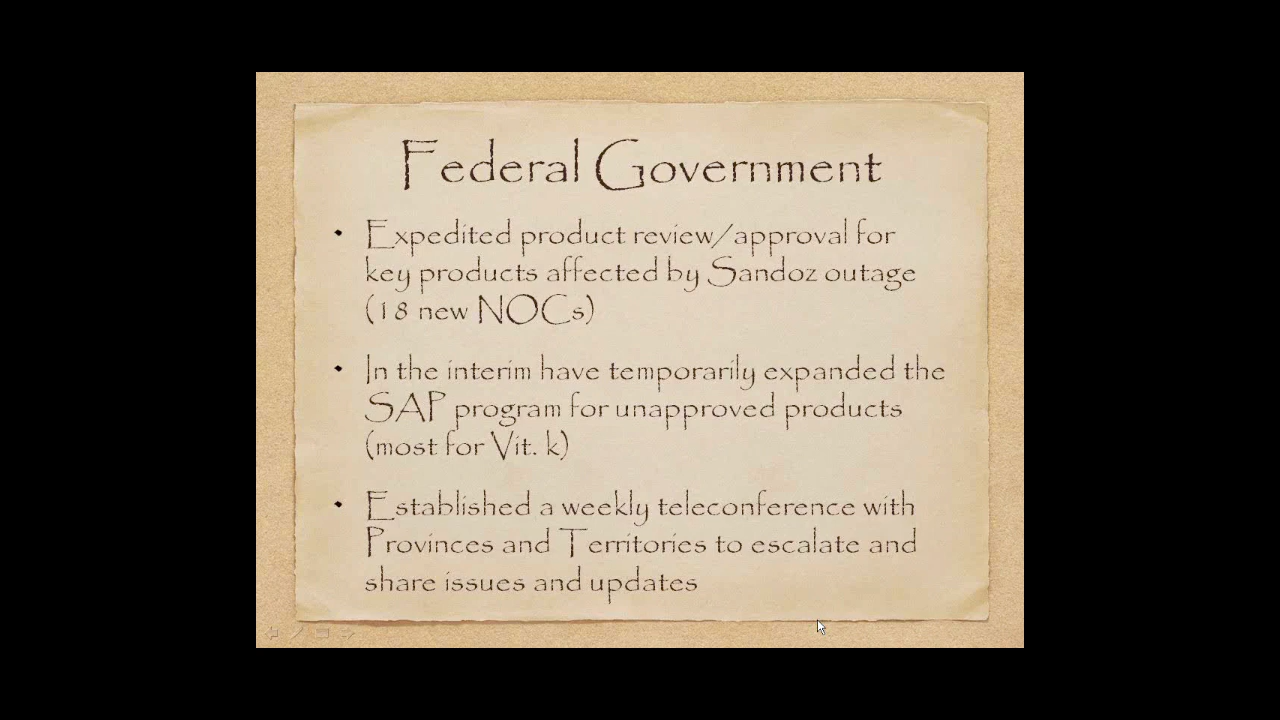 Federal Government
• Expedited product review/approval for
key products affected by Sandoz outage
(18 new NOCs)
• In the interim have temporarily expanded the
SAP program for unapproved products
(most for Vit. k)
• Established a weekly teleconference with
Provinces and Territories to escalate and
share issues and updates